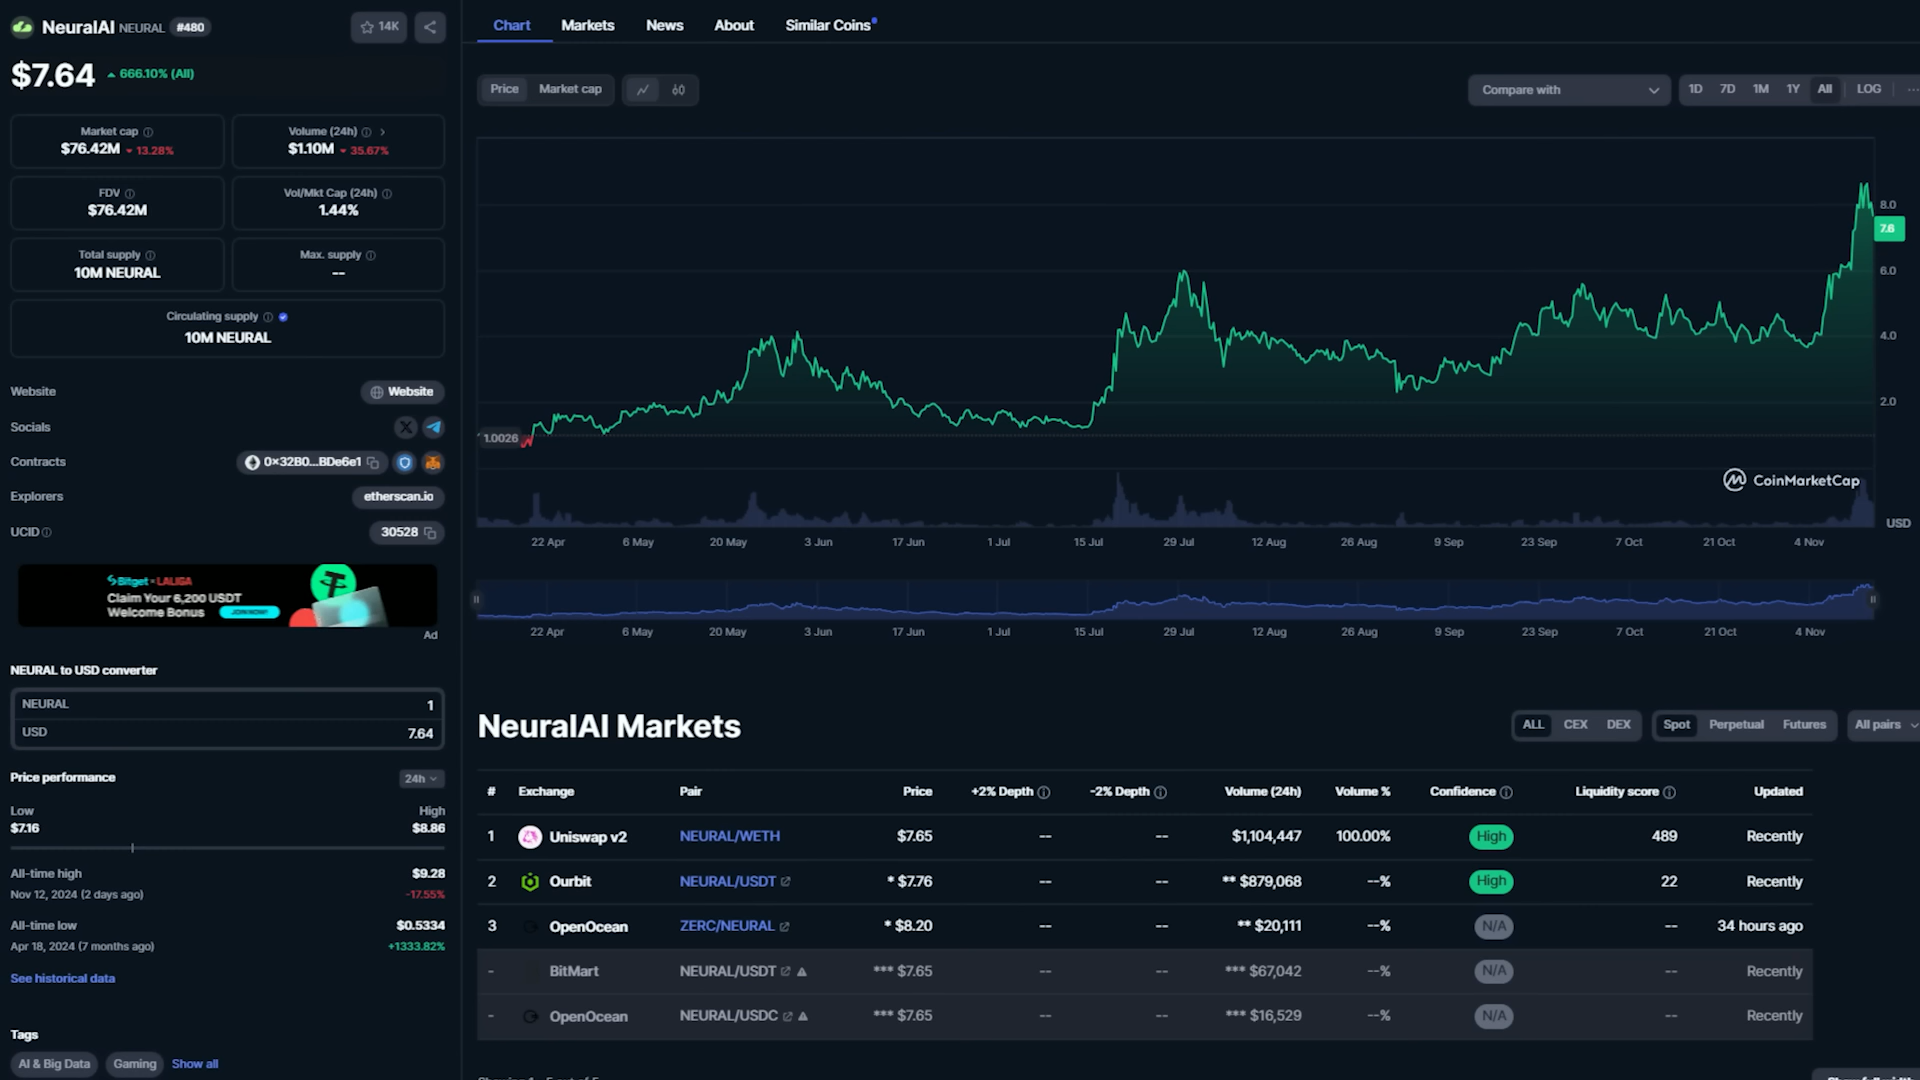 NeuralAI NEURAL #480
14K
$7.64 666.10% (All)
Market cap
$76.42M 13.28%
Volume (24h)
$1.10M 35.67%
FDV
$76.42M
Vol/Mkt Cap (24h)
1.44%
Total supply
10M NEURAL
Max. supply
--
Circulating supply
10M NEURAL
Website Website
Socials
Contracts 0x32B0...BDe6e1
Explorers etherscan.io
UCID 30528
Bitget × LALIGA
Claim Your 6,200 USDT
Welcome Bonus JOIN NOW!
Ad
NEURAL to USD converter
NEURAL 1
USD 7.64
Price performance 24h
Low High
$7.16 $8.86
All-time high $9.28
Nov 12, 2024 (2 days ago) -17.55%
All-time low $0.5334
Apr 18, 2024 (7 months ago) +1333.82%
See historical data
Tags
AI & Big Data Gaming Show all
Chart Markets News About Similar Coins
Price Market cap
Compare with 1D 7D 1M 1Y All LOG ...
8.0
7.6
6.0
4.0
2.0
1.0026
CoinMarketCap
USD
22 Apr 6 May 20 May 3 Jun 17 Jun 1 Jul 15 Jul 29 Jul 12 Aug 26 Aug 9 Sep 23 Sep 7 Oct 21 Oct 4 Nov
22 Apr 6 May 20 May 3 Jun 17 Jun 1 Jul 15 Jul 29 Jul 12 Aug 26 Aug 9 Sep 23 Sep 7 Oct 21 Oct 4 Nov
NeuralAI Markets
ALL CEX DEX Spot Perpetual Futures All pairs
# Exchange Pair Price +2% Depth -2% Depth Volume (24h) Volume % Confidence Liquidity score Updated
1 Uniswap v2 NEURAL/WETH $7.65 -- -- $1,104,447 100.00% High 489 Recently
2 Ourbit NEURAL/USDT * $7.76 -- -- ** $879,068 --% High 22 Recently
3 OpenOcean ZERC/NEURAL * $8.20 -- -- ** $20,111 --% N/A -- 34 hours ago
- BitMart NEURAL/USDT *** $7.65 -- -- *** $67,042 --% N/A -- Recently
- OpenOcean NEURAL/USDC *** $7.65 -- -- *** $16,529 --% N/A -- Recently